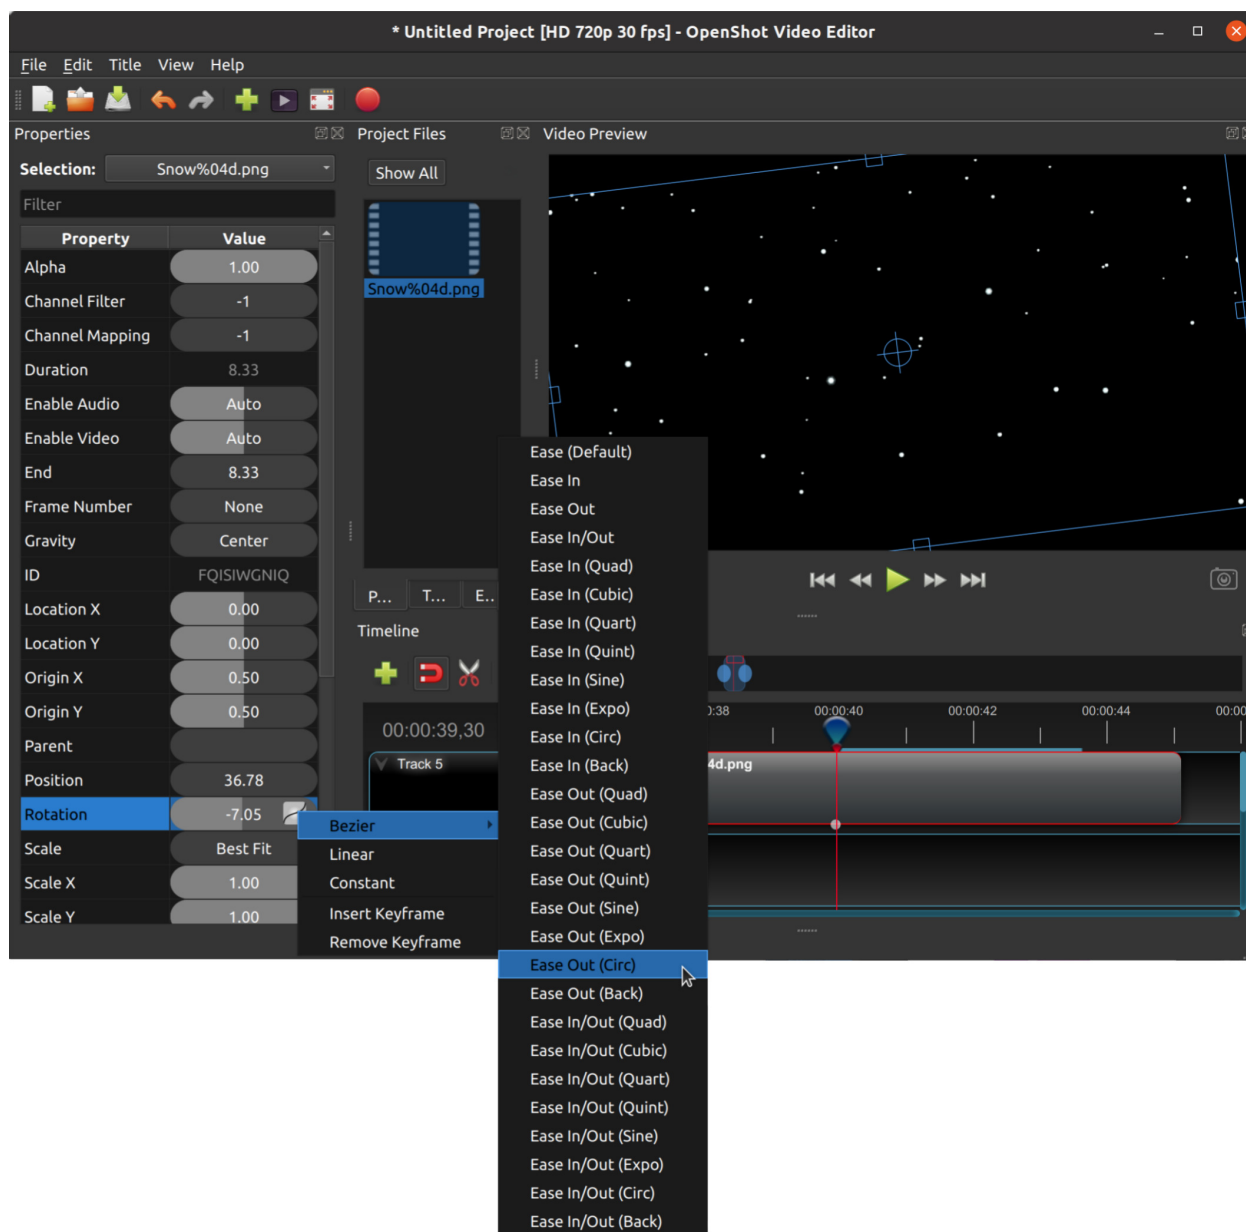 * Untitled Project [HD 720p 30 fps] - OpenShot Video Editor
File Edit Title View Help
Properties
Project Files
Video Preview
Selection: Snow%04d.png
Show All
Filter
Property Value
Alpha 1.00
Channel Filter -1
Channel Mapping -1
Duration 8.33
Enable Audio Auto
Enable Video Auto
End 8.33
Frame Number None
Gravity Center
ID FQISIWGNIQ
Location X 0.00
Location Y 0.00
Origin X 0.50
Origin Y 0.50
Parent
Position 36.78
Rotation -7.05
Scale Best Fit
Scale X 1.00
Scale Y 1.00
Snow%04d.png
P... T... E..
Timeline
00:00:39,30
:38 00:00:40 00:00:42 00:00:44 00:00
Track 5
4d.png
Bezier
Linear
Constant
Insert Keyframe
Remove Keyframe
Ease (Default)
Ease In
Ease Out
Ease In/Out
Ease In (Quad)
Ease In (Cubic)
Ease In (Quart)
Ease In (Quint)
Ease In (Sine)
Ease In (Expo)
Ease In (Circ)
Ease In (Back)
Ease Out (Quad)
Ease Out (Cubic)
Ease Out (Quart)
Ease Out (Quint)
Ease Out (Sine)
Ease Out (Expo)
Ease Out (Circ)
Ease Out (Back)
Ease In/Out (Quad)
Ease In/Out (Cubic)
Ease In/Out (Quart)
Ease In/Out (Quint)
Ease In/Out (Sine)
Ease In/Out (Expo)
Ease In/Out (Circ)
Ease In/Out (Back)